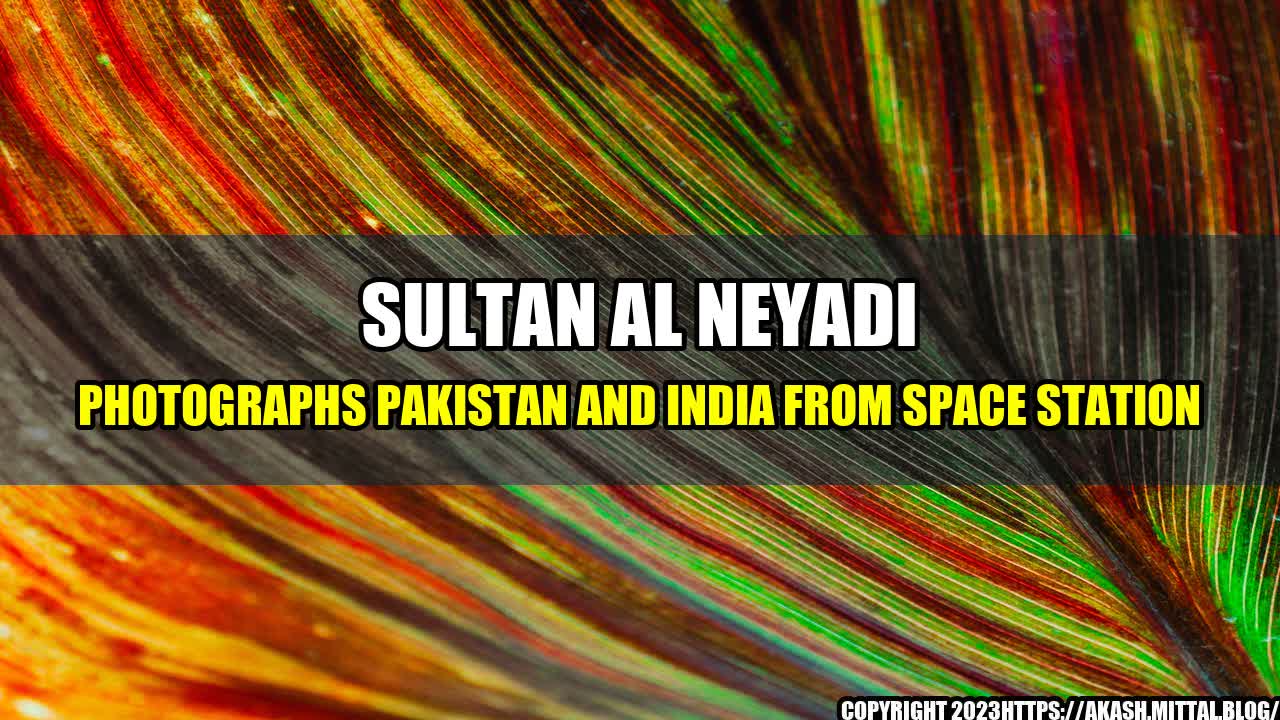 SULTAN AL NEYADI
PHOTOGRAPHS PAKISTAN AND INDIA FROM SPACE STATION
COPYRIGHT 2023HTTPS://AKASH.MITTAL.BLOG/